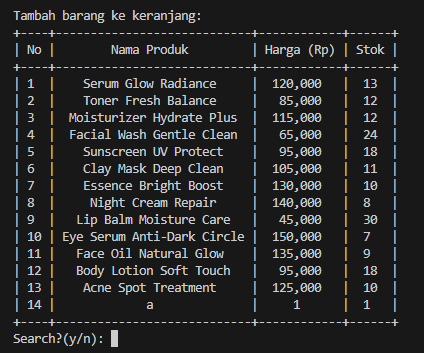 Tambah barang ke keranjang:
+----+--------------------------+------------+------+
| No |       Nama Produk        | Harga (Rp) | Stok |
+----+--------------------------+------------+------+
| 1  |    Serum Glow Radiance   |  120,000   |  13  |
| 2  |    Toner Fresh Balance   |   85,000   |  12  |
| 3  |  Moisturizer Hydrate Plus |  115,000   |  12  |
| 4  |  Facial Wash Gentle Clean |   65,000   |  24  |
| 5  |    Sunscreen UV Protect  |   95,000   |  18  |
| 6  |    Clay Mask Deep Clean  |  105,000   |  11  |
| 7  |    Essence Bright Boost  |  130,000   |  10  |
| 8  |     Night Cream Repair   |  140,000   |  8   |
| 9  |   Lip Balm Moisture Care |   45,000   |  30  |
| 10 | Eye Serum Anti-Dark Circle |  150,000   |  7   |
| 11 |   Face Oil Natural Glow  |  135,000   |  9   |
| 12 |   Body Lotion Soft Touch |   95,000   |  18  |
| 13 |    Acne Spot Treatment   |  125,000   |  10  |
| 14 |            a             |     1      |  1   |
+----+--------------------------+------------+------+
Search?(y/n):